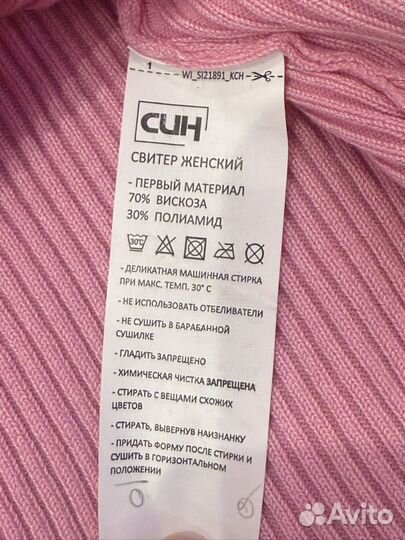 1
WI_SI21891_KCH
СИН
СВИТЕР ЖЕНСКИЙ
- ПЕРВЫЙ МАТЕРИАЛ
70% ВИСКОЗА
30% ПОЛИАМИД
30°C
- ДЕЛИКАТНАЯ МАШИННАЯ СТИРКА
ПРИ МАКС. ТЕМП. 30° С
- НЕ ИСПОЛЬЗОВАТЬ ОТБЕЛИВАТЕЛИ
- НЕ СУШИТЬ В БАРАБАННОЙ
СУШИЛКЕ
- ГЛАДИТЬ ЗАПРЕЩЕНО
- ХИМИЧЕСКАЯ ЧИСТКА ЗАПРЕЩЕНА
- СТИРАТЬ С ВЕЩАМИ СХОЖИХ
ЦВЕТОВ
- СТИРАТЬ, ВЫВЕРНУВ НАИЗНАНКУ
- ПРИДАТЬ ФОРМУ ПОСЛЕ СТИРКИ И
СУШИТЬ В ГОРИЗОНТАЛЬНОМ
ПОЛОЖЕНИИ
Avito